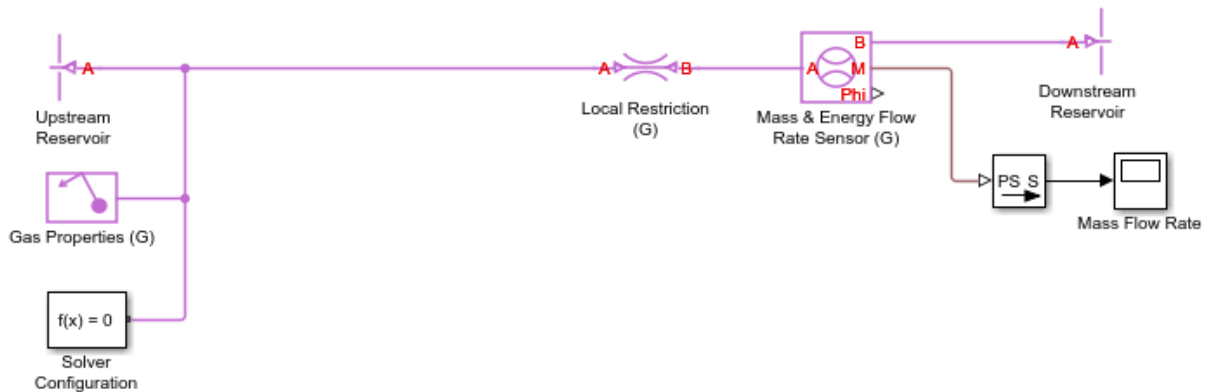 A
Upstream
Reservoir
Gas Properties (G)
f(x) = 0
Solver
Configuration
A
B
Local Restriction
(G)
A
B
M
Phi
Mass & Energy Flow
Rate Sensor (G)
A
Downstream
Reservoir
PS S
Mass Flow Rate